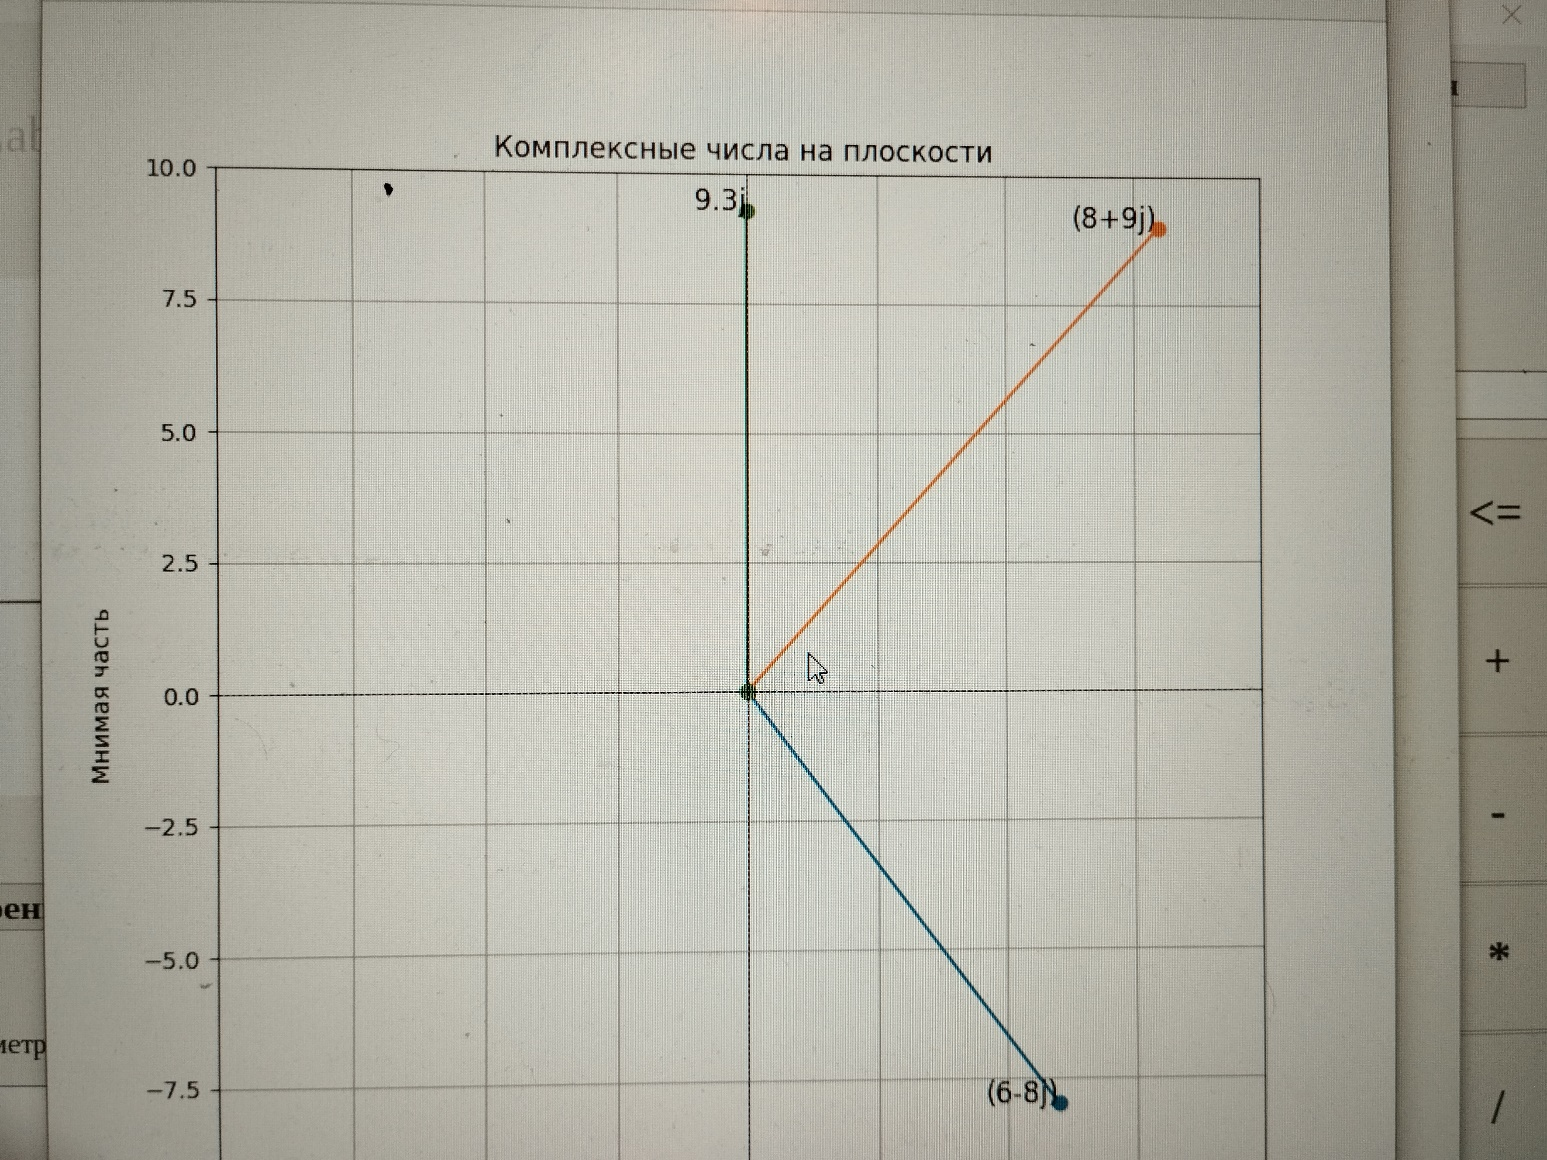 Комплексные числа на плоскости
10.0
9.3j
(8+9j)
7.5
5.0
<=
2.5
+
0.0
Мнимая часть
−2.5
-
−5.0
*
−7.5
(6-8j)
/